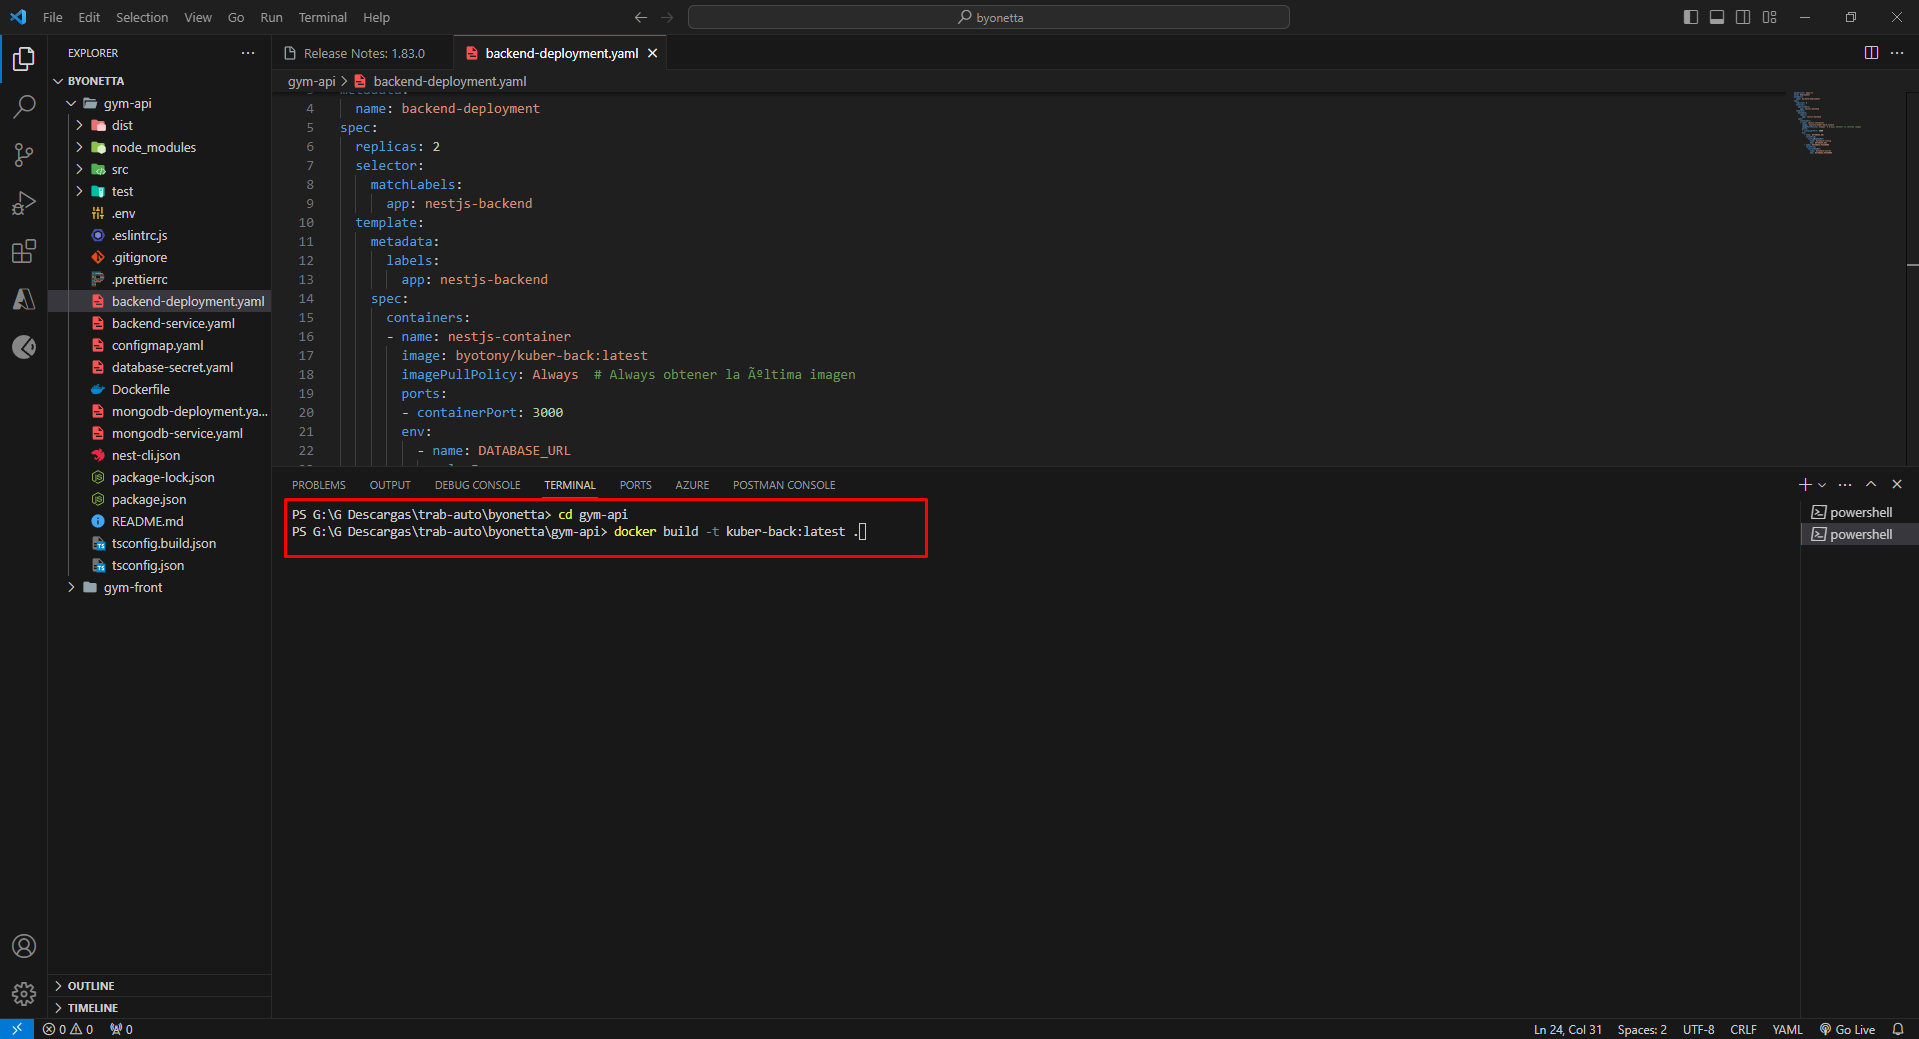 File Edit Selection View Go Run Terminal Help
byonetta
EXPLORER
BYONETTA
gym-api
dist
node_modules
src
test
.env
.eslintrc.js
.gitignore
.prettierrc
backend-deployment.yaml
backend-service.yaml
configmap.yaml
database-secret.yaml
Dockerfile
mongodb-deployment.ya...
mongodb-service.yaml
nest-cli.json
package-lock.json
package.json
README.md
tsconfig.build.json
tsconfig.json
gym-front
OUTLINE
TIMELINE
Release Notes: 1.83.0 backend-deployment.yaml
gym-api > backend-deployment.yaml
4 name: backend-deployment
5 spec:
6 replicas: 2
7 selector:
8 matchLabels:
9 app: nestjs-backend
10 template:
11 metadata:
12 labels:
13 app: nestjs-backend
14 spec:
15 containers:
16 - name: nestjs-container
17 image: byotony/kuber-back:latest
18 imagePullPolicy: Always # Always obtener la Ãºltima imagen
19 ports:
20 - containerPort: 3000
21 env:
22 - name: DATABASE_URL
PROBLEMS OUTPUT DEBUG CONSOLE TERMINAL PORTS AZURE POSTMAN CONSOLE
PS G:\G Descargas\trab-auto\byonetta> cd gym-api
PS G:\G Descargas\trab-auto\byonetta\gym-api> docker build -t kuber-back:latest .
powershell
powershell
0 0 0
Ln 24, Col 31 Spaces: 2 UTF-8 CRLF YAML Go Live